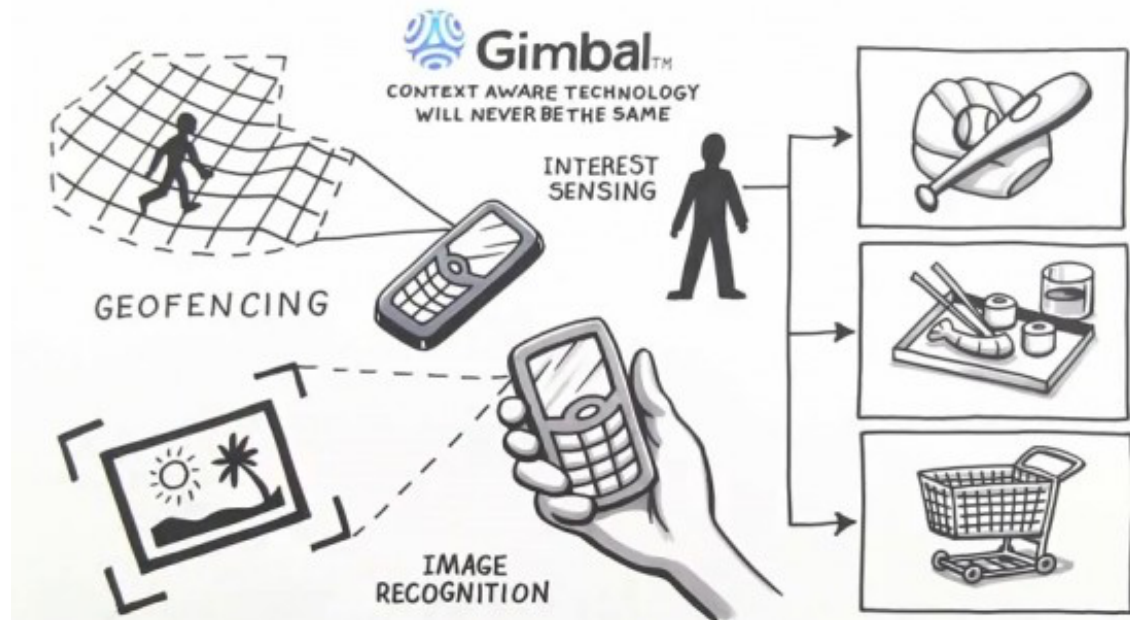 Gimbal™
CONTEXT AWARE TECHNOLOGY
WILL NEVER BE THE SAME
INTEREST
SENSING
GEOFENCING
IMAGE
RECOGNITION